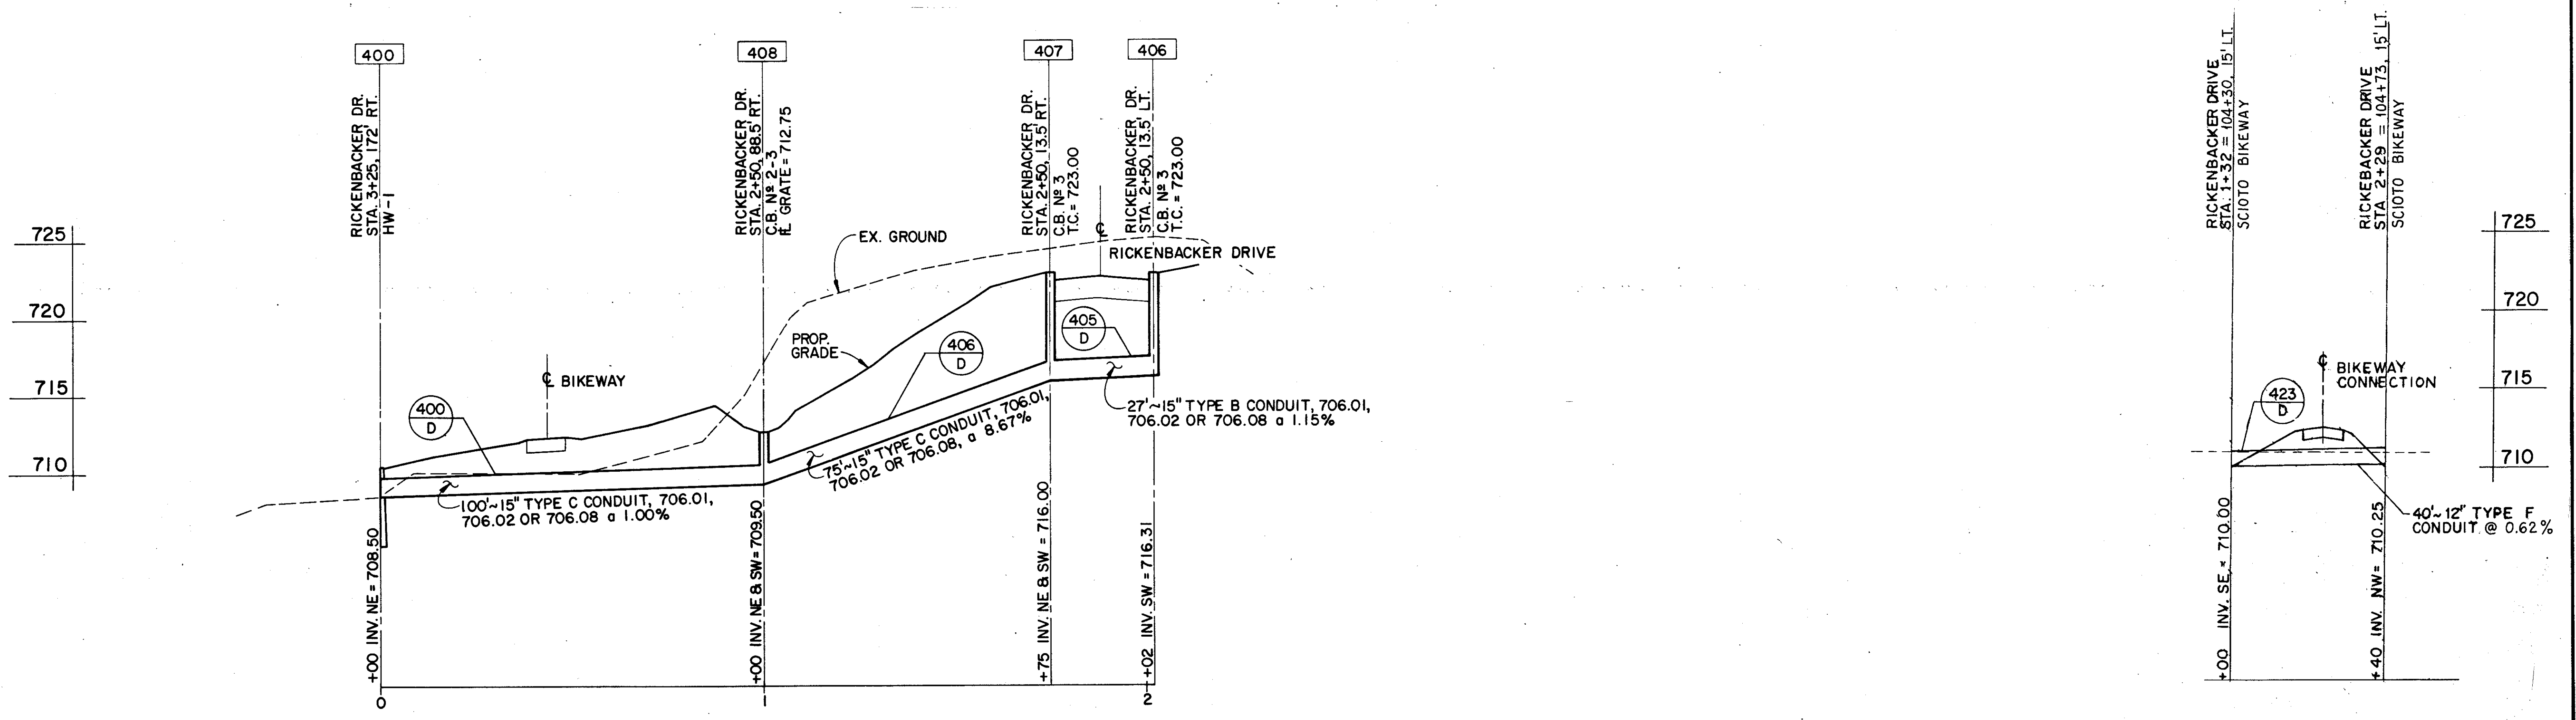 400
408
407
406
RICKENBACKER DR.
STA. 3+25, 172' RT.
HW-1
RICKENBACKER DR.
STA. 2+50, 88.5' RT.
C.B. Nº 2-3
FL GRATE = 712.75
RICKENBACKER DR.
STA. 2+50, 13.5' RT.
C.B. Nº 3
T.C. = 723.00
RICKENBACKER DR.
STA. 2+50, 13.5' LT.
C.B. Nº 3
T.C. = 723.00
RICKENBACKER DRIVE
STA. 1+32 = 104+30, 15' LT.
SCIOTO BIKEWAY
RICKEBACKER DRIVE
STA 2+29 = 104+73, 15' LT.
SCIOTO BIKEWAY
725
720
715
710
EX. GROUND
℄
RICKENBACKER DRIVE
PROP.
GRADE
406
D
405
D
℄ BIKEWAY
400
D
100'~15" TYPE C CONDUIT, 706.01,
706.02 OR 706.08 a 1.00%
75'~15" TYPE C CONDUIT, 706.01,
706.02 OR 706.08, a 8.67%
27'~15" TYPE B CONDUIT, 706.01,
706.02 OR 706.08 a 1.15%
+00 INV. NE = 708.50
+00 INV. NE & SW = 709.50
+75 INV. NE & SW = 716.00
+02 INV. SW = 716.31
0
1
2
725
720
715
710
℄
BIKEWAY
CONNECTION
423
D
40'~12" TYPE F
CONDUIT @ 0.62%
+00 INV. SE = 710.00
+40 INV. NW = 710.25